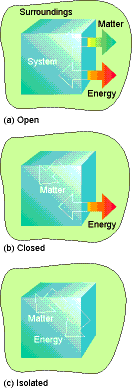 Surroundings
Matter
System
Energy
(a) Open
Matter
Energy
(b) Closed
Matter
Energy
(c) Isolated